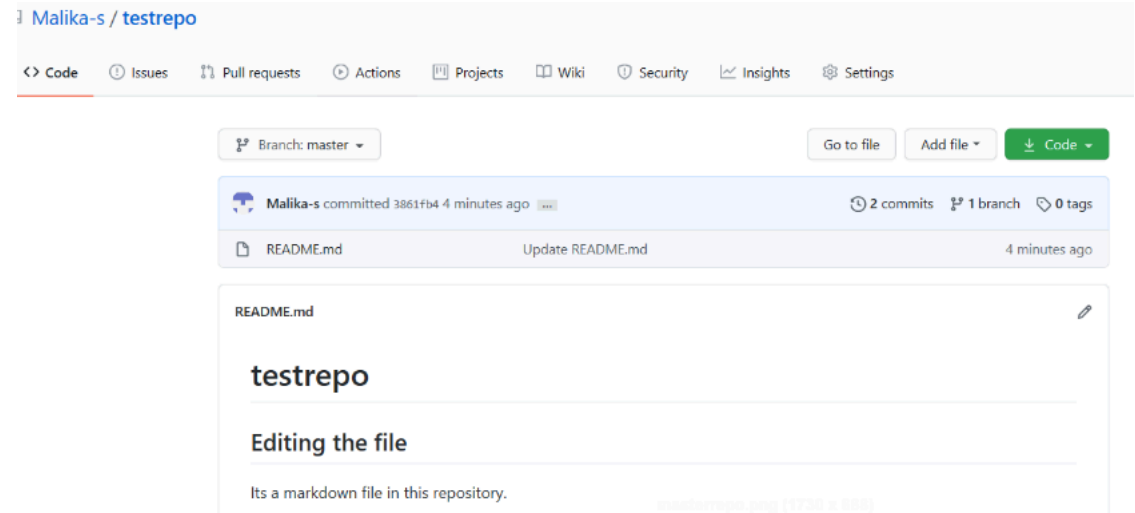 Malika-s / testrepo
Code Issues Pull requests Actions Projects Wiki Security Insights Settings
Branch: master Go to file Add file Code
Malika-s committed 3861fb4 4 minutes ago ... 2 commits 1 branch 0 tags
README.md Update README.md 4 minutes ago
README.md
testrepo
Editing the file
Its a markdown file in this repository.